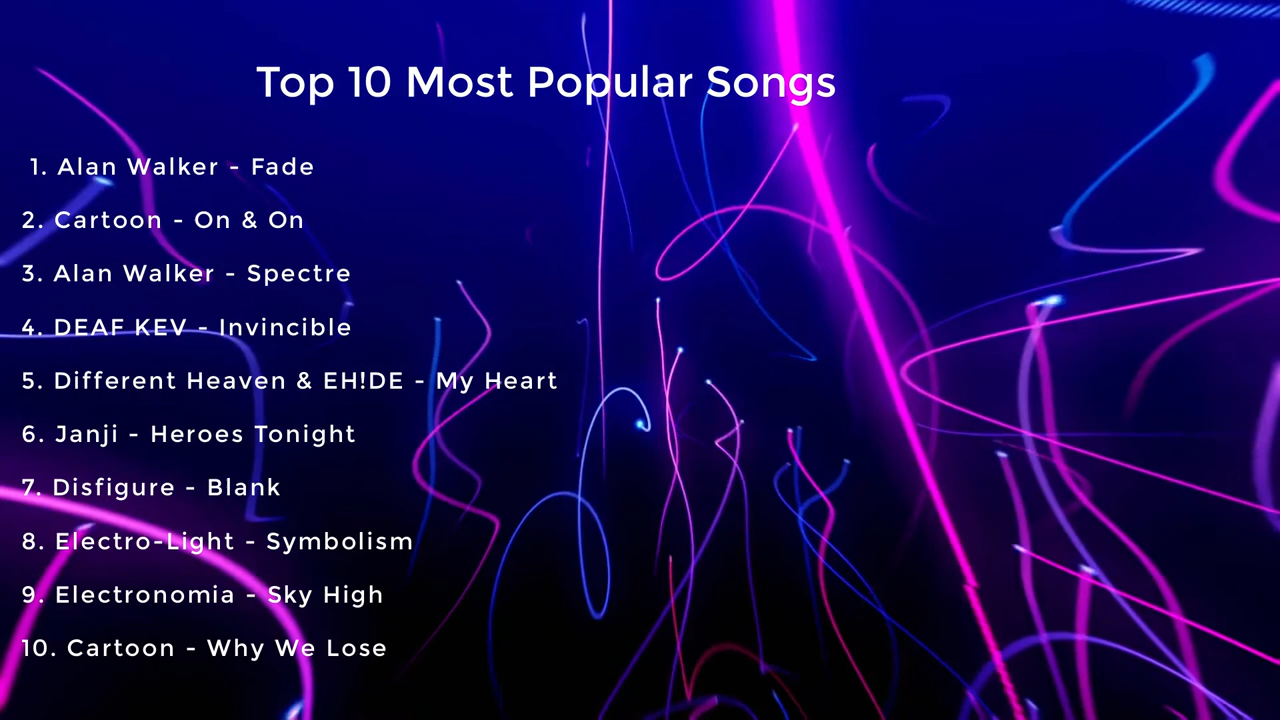 Top 10 Most Popular Songs
1. Alan Walker - Fade
2. Cartoon - On & On
3. Alan Walker - Spectre
4. DEAF KEV - Invincible
5. Different Heaven & EH!DE - My Heart
6. Janji - Heroes Tonight
7. Disfigure - Blank
8. Electro-Light - Symbolism
9. Electronomia - Sky High
10. Cartoon - Why We Lose